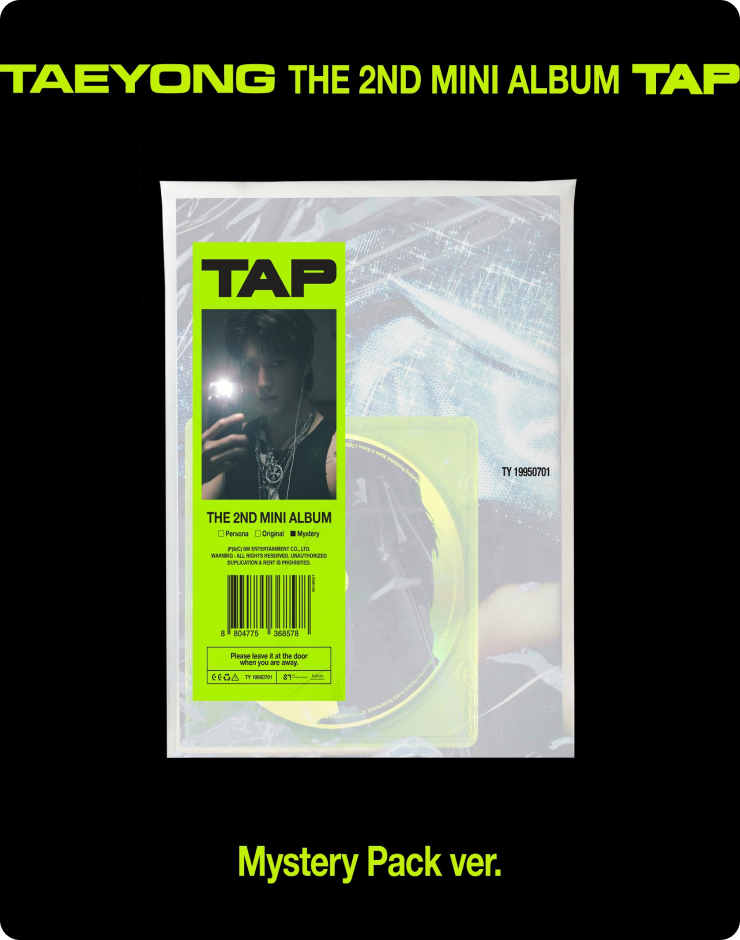 TAEYONG THE 2ND MINI ALBUM TAP
TAP
THE 2ND MINI ALBUM
Persona Original Mystery
(P)&(C) SM ENTERTAINMENT CO., LTD.
WARNING : ALL RIGHTS RESERVED. UNAUTHORIZED
DUPLICATION & RENT IS PROHIBITED.
8 804775 368578
Please leave it at the door
when you are away.
TY 19950701
TY 19950701
Mystery Pack ver.